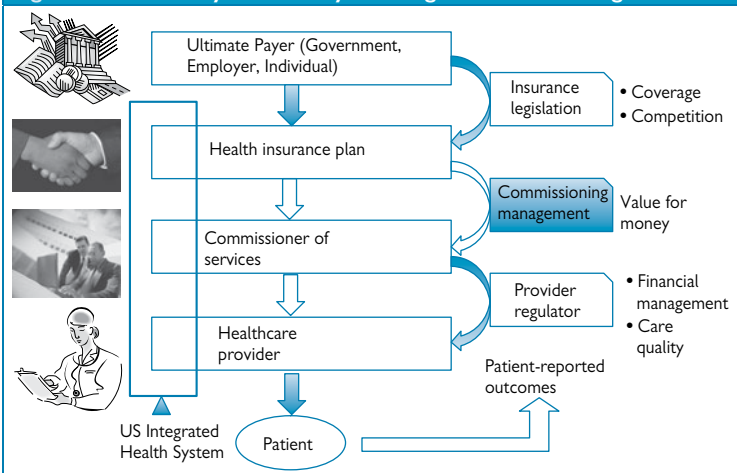 Ultimate Payer (Government,
Employer, Individual)
Insurance
legislation
• Coverage
• Competition
Health insurance plan
Commissioning
management
Value for
money
Commissioner of
services
Provider
regulator
• Financial
management
• Care
quality
Healthcare
provider
Patient-reported
outcomes
US Integrated
Health System
Patient